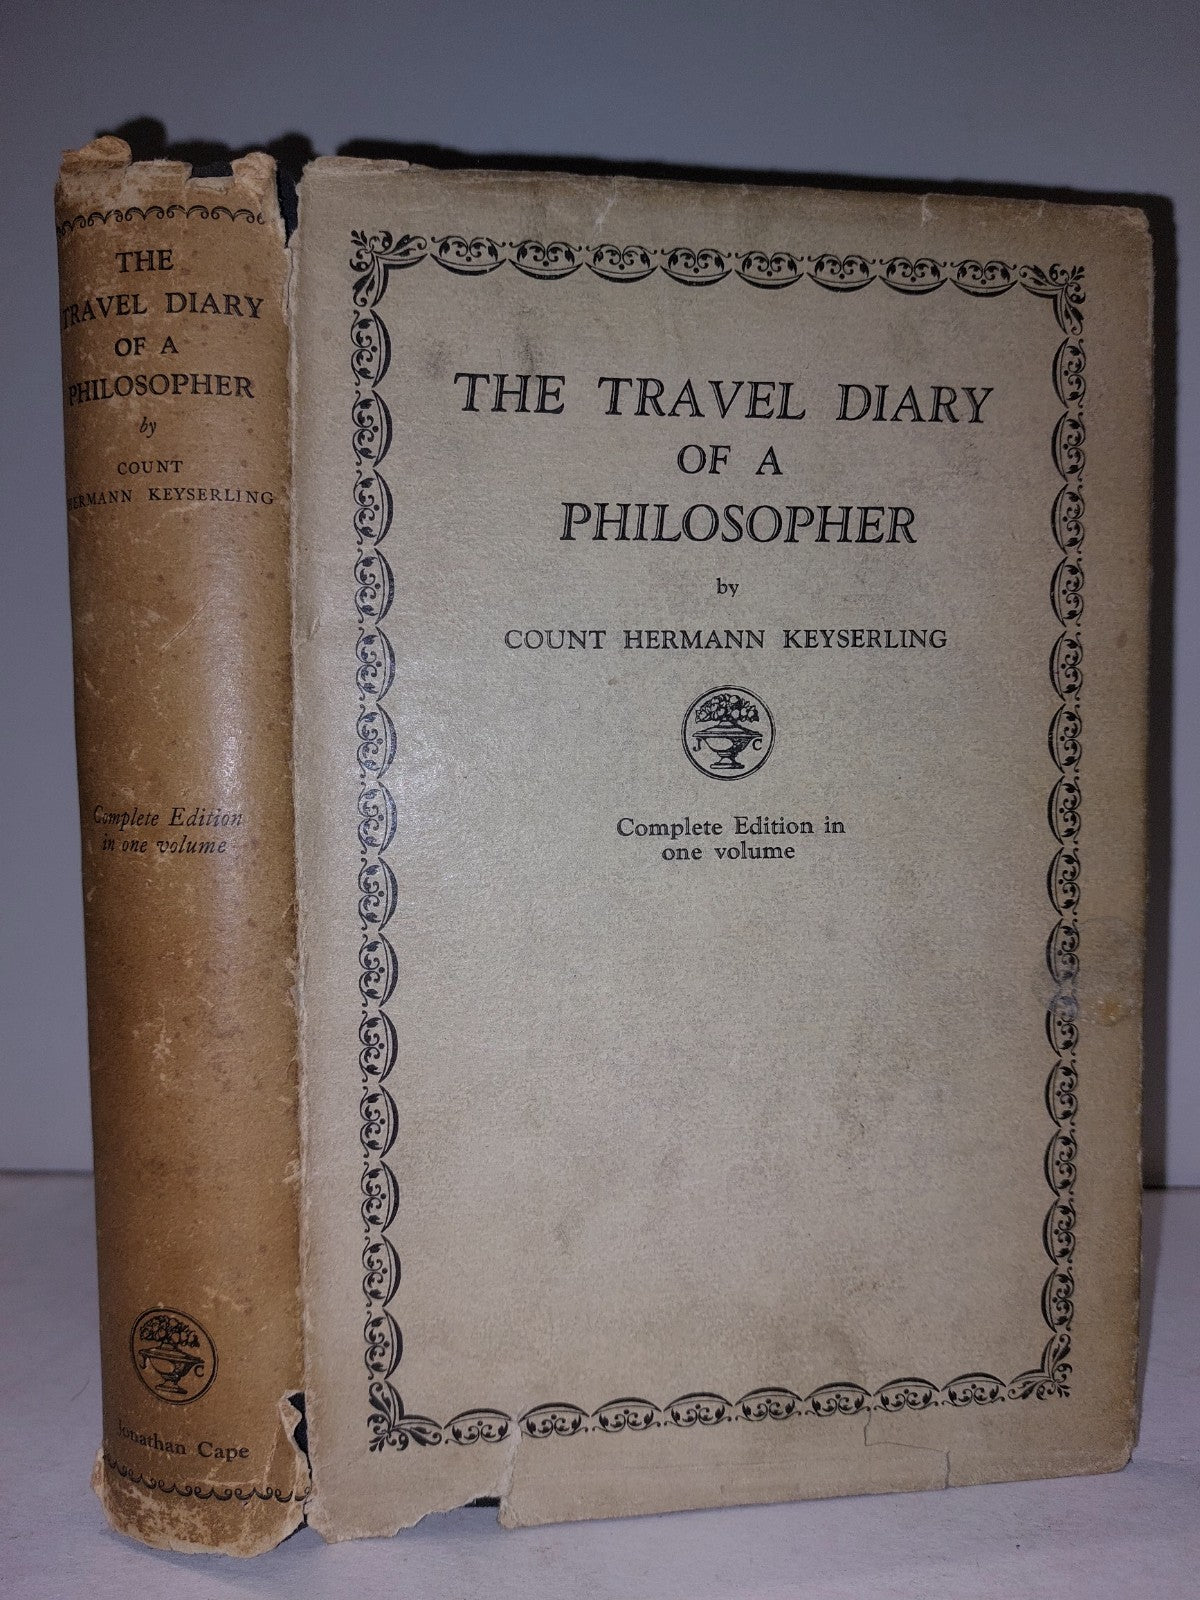 THE
TRAVEL DIARY
OF A
PHILOSOPHER
by
COUNT
HERMANN KEYSERLING
Complete Edition
in one volume
J C
Jonathan Cape
THE TRAVEL DIARY
OF A
PHILOSOPHER
by
COUNT HERMANN KEYSERLING
J C
Complete Edition in
one volume